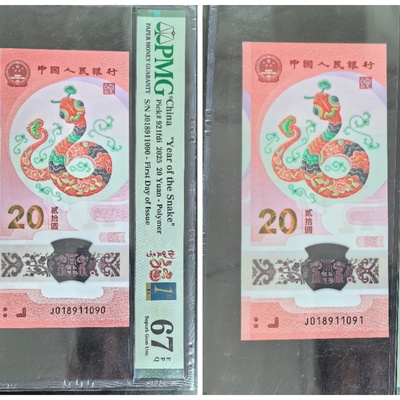 中国人民银行
20
贰拾圆
J018911090
PMG
PAPER MONEY GUARANTY
China
"Year of the Snake"
Pick# 921fdi 2025 20 Yuan - Polymer
S/N J018911090 - First Day of Issue
67 EPQ
Superb Gem Unc
中国人民银行
20
贰拾圆
J018911091